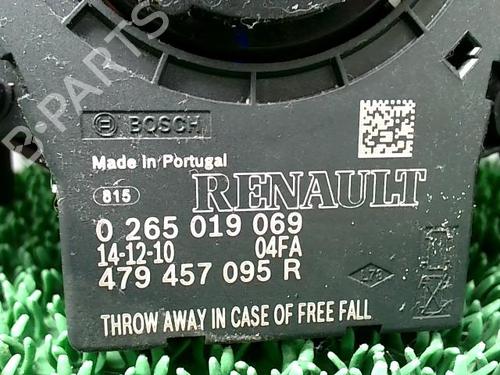 B-PARTS
BOSCH
Made in Portugal
815
RENAULT
0 265 019 069
14-12-10 04FA
479 457 095 R
THROW AWAY IN CASE OF FREE FALL